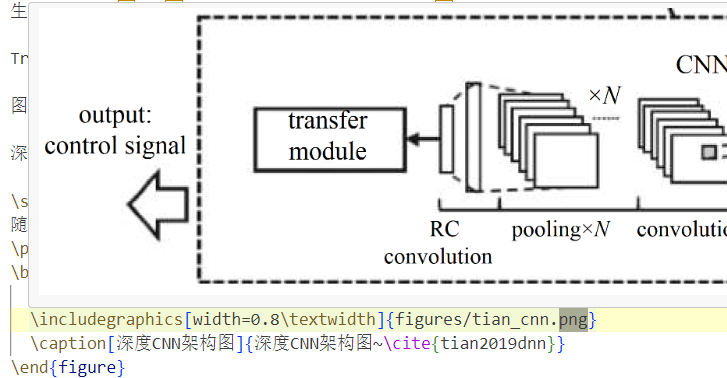 生
Tr
图
深
\s
随
\p
\b
CNN
output:
control signal
transfer
module
×N
......
RC
convolution
pooling×N
convolutio
\includegraphics[width=0.8\textwidth]{figures/tian_cnn.png}
\caption[深度CNN架构图]{深度CNN架构图~\cite{tian2019dnn}}
\end{figure}